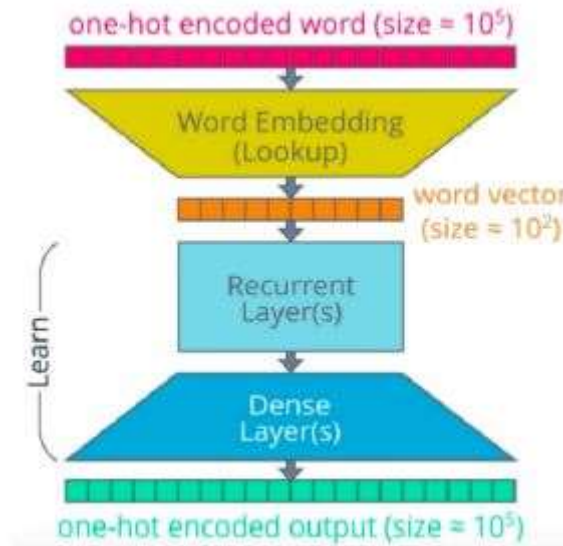 one-hot encoded word (size ≈ 10⁵)
Word Embedding
(Lookup)
word vector
(size ≈ 10²)
Recurrent
Layer(s)
Learn
Dense
Layer(s)
one-hot encoded output (size ≈ 10⁵)